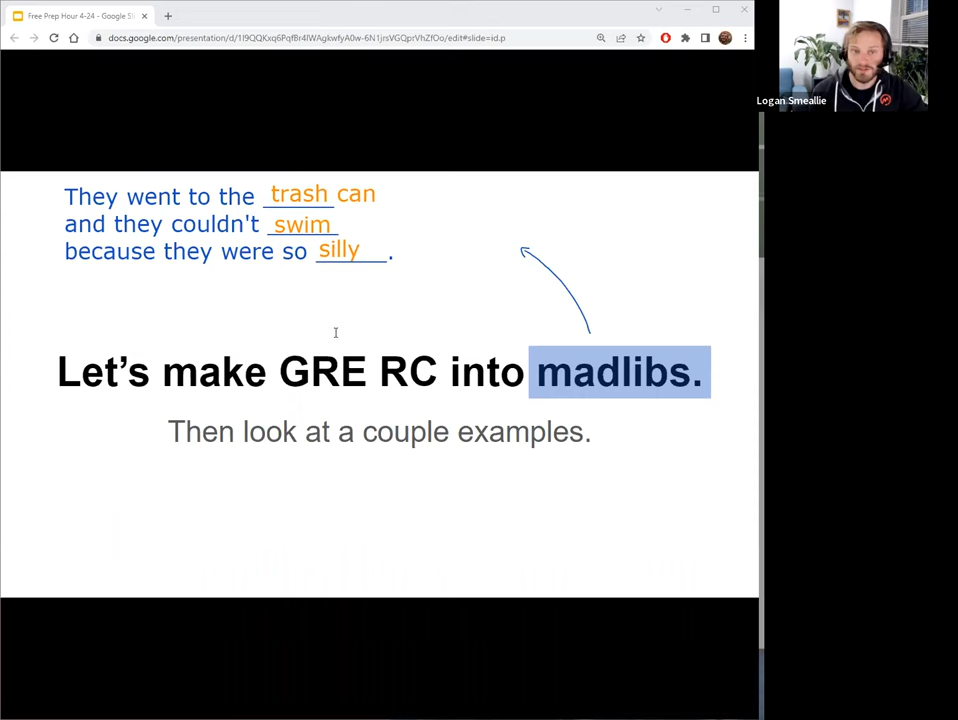 Free Prep Hour 4-24 - Google Sli
docs.google.com/presentation/d/1I9QQKxq6PqfBr4lWAgkwfyA0w-6N1jrsVGQprVhZfOo/edit#slide=id.p
Logan Smeallie
They went to the trash can
and they couldn't swim
because they were so silly.
Let's make GRE RC into madlibs.
Then look at a couple examples.